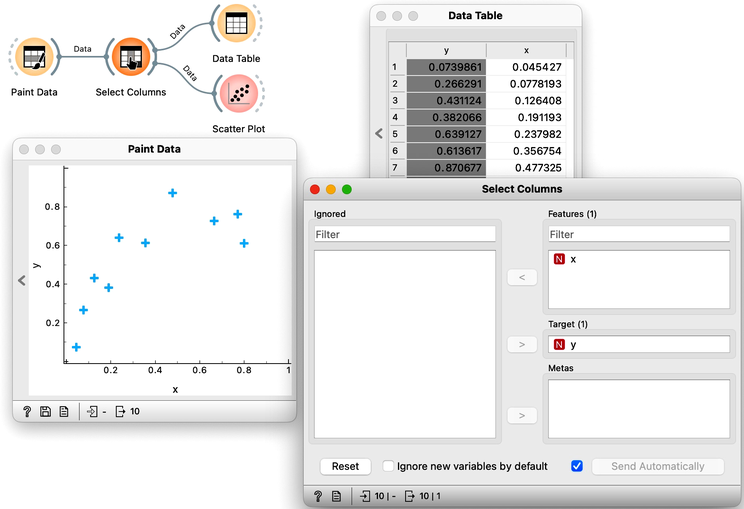 Data
Data
Data
Paint Data
Select Columns
Data Table
Scatter Plot
Data Table
y x
1 0.0739861 0.045427
2 0.266291 0.0778193
3 0.431124 0.126408
4 0.382066 0.191193
5 0.639127 0.237982
6 0.613617 0.356754
7 0.870677 0.477325
Paint Data
0.8
0.6
0.4
0.2
y
0.2 0.4 0.6 0.8 1
x
? - 10
Select Columns
Ignored
Filter
Features (1)
Filter
N x
<
Target (1)
> N y
Metas
>
Reset Ignore new variables by default Send Automatically
? 10 | - 10 | 1